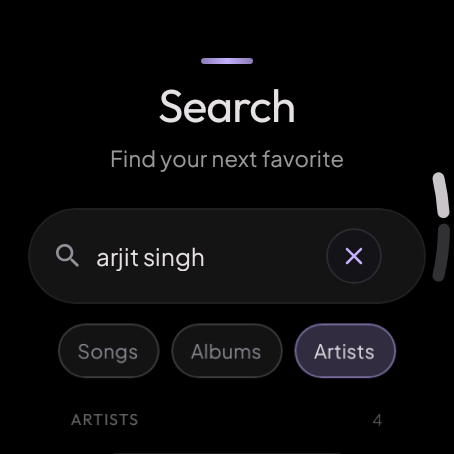 Search
Find your next favorite
arjit singh
Songs Albums Artists
ARTISTS 4